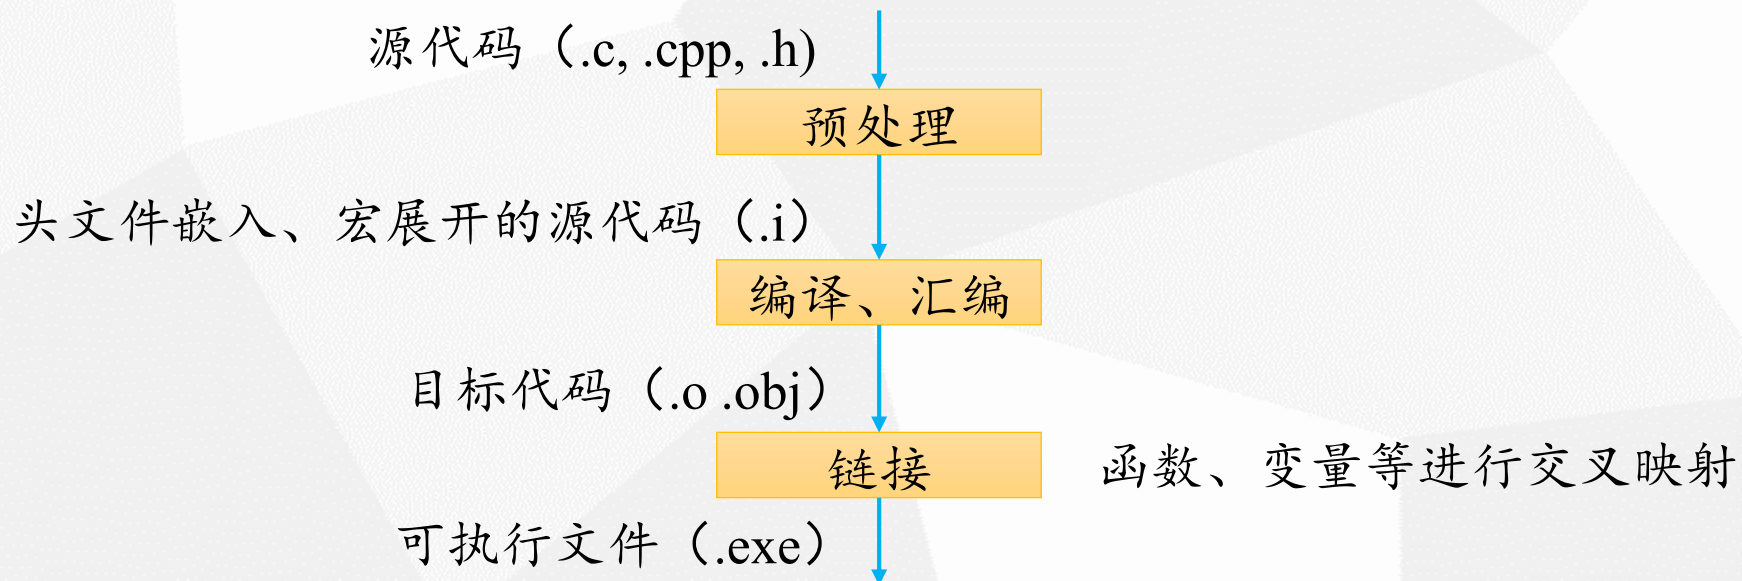 源代码（.c, .cpp, .h)
预处理
头文件嵌入、宏展开的源代码（.i）
编译、汇编
目标代码（.o .obj）
链接
函数、变量等进行交叉映射
可执行文件（.exe）